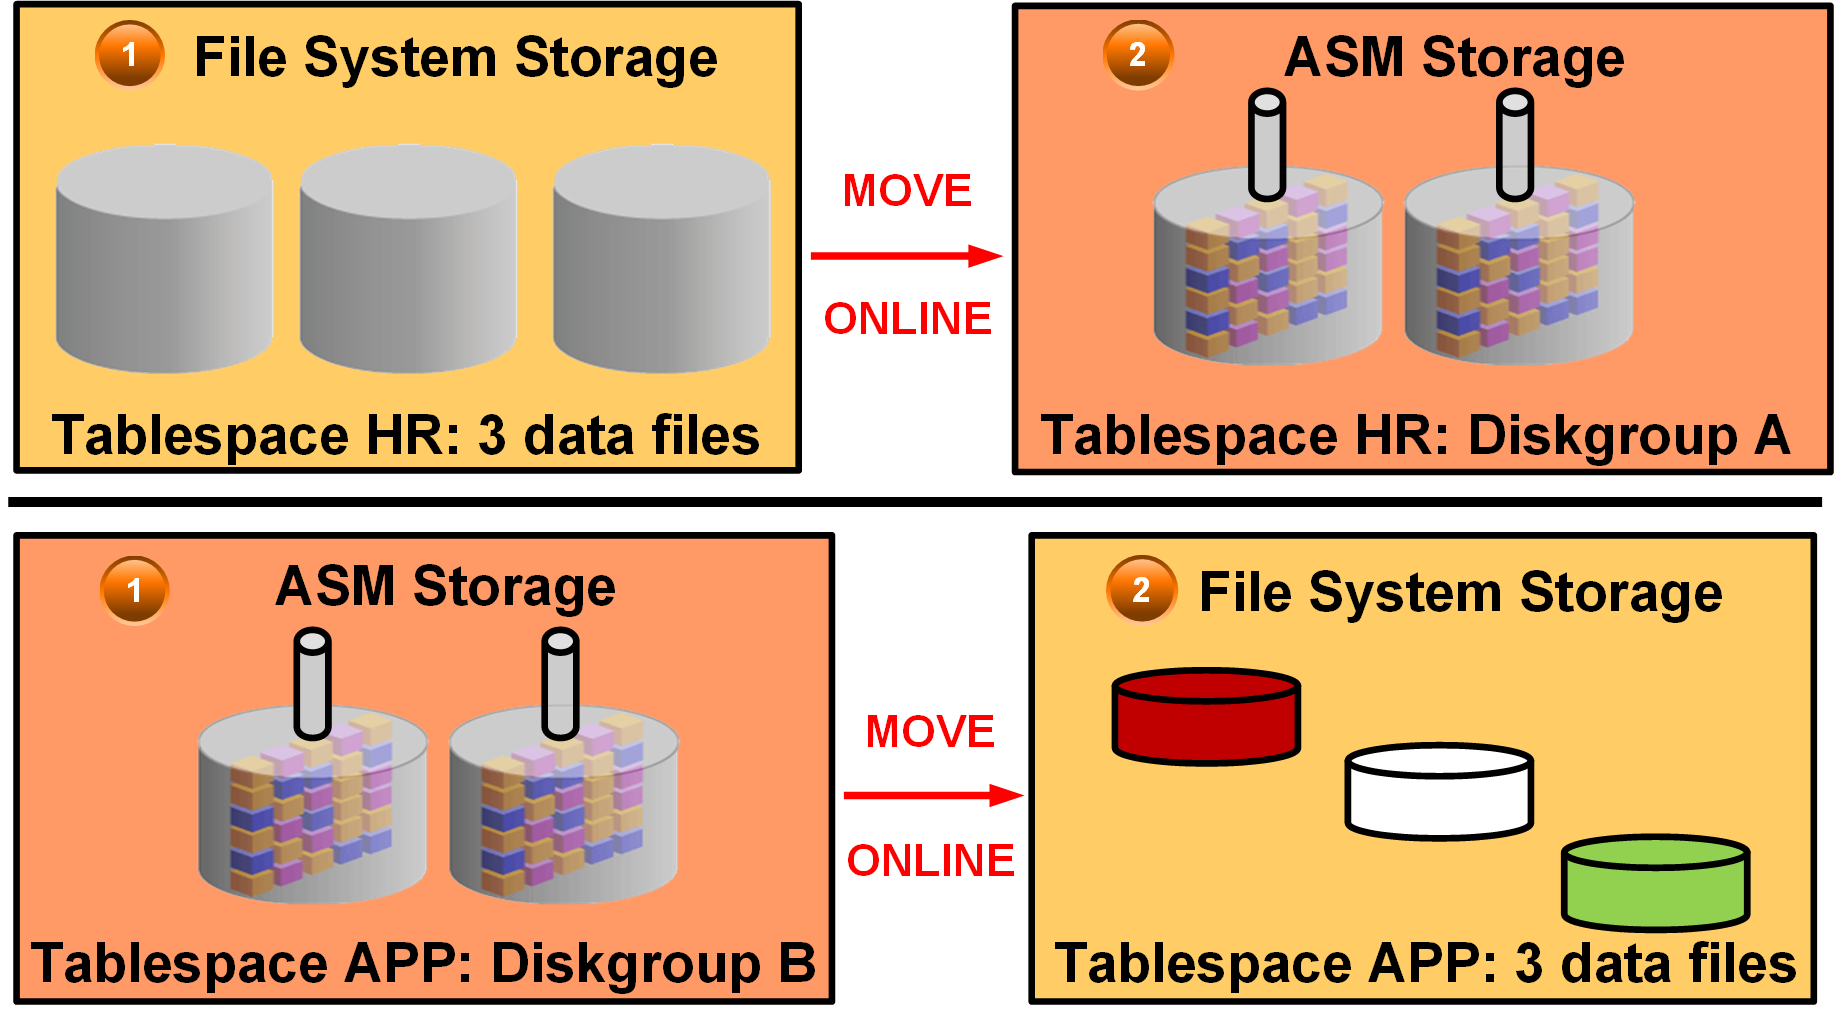 1 File System Storage
Tablespace HR: 3 data files
MOVE
ONLINE
2 ASM Storage
Tablespace HR: Diskgroup A
1 ASM Storage
Tablespace APP: Diskgroup B
MOVE
ONLINE
2 File System Storage
Tablespace APP: 3 data files